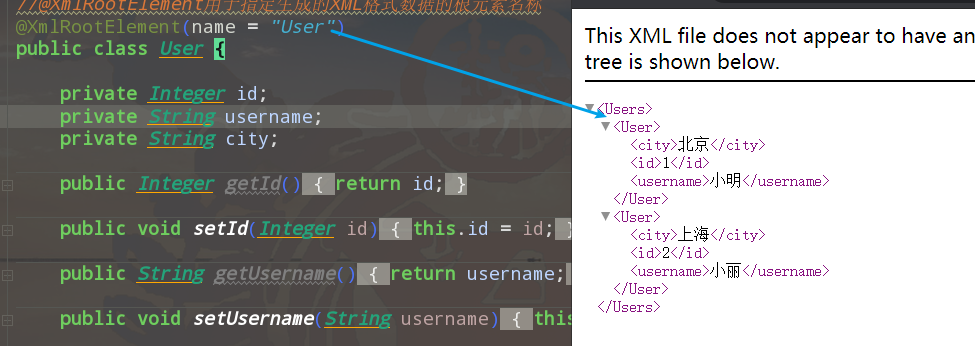 //@XmlRootElement用于指定生成的XML格式数据的根元素名称
@XmlRootElement(name = "User")
public class User {
private Integer id;
private String username;
private String city;
public Integer getId() { return id; }
public void setId(Integer id) { this.id = id; }
public String getUsername() { return username;
public void setUsername(String username) { this
This XML file does not appear to have an
tree is shown below.
<Users>
<User>
<city>北京</city>
<id>1</id>
<username>小明</username>
</User>
<User>
<city>上海</city>
<id>2</id>
<username>小丽</username>
</User>
</Users>